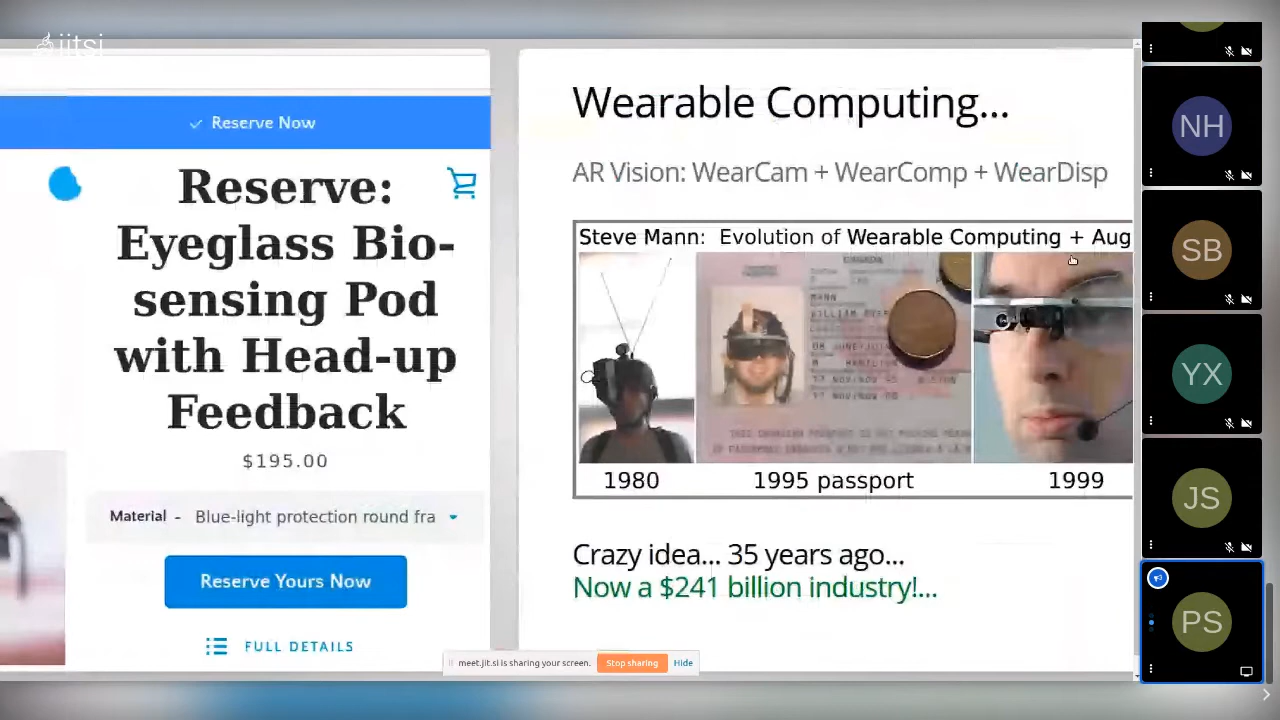 jitsi
Reserve Now
Reserve:
Eyeglass Bio-
sensing Pod
with Head-up
Feedback
$195.00
Material - Blue-light protection round fra
Reserve Yours Now
FULL DETAILS
Wearable Computing...
AR Vision: WearCam + WearComp + WearDisp
Steve Mann: Evolution of Wearable Computing + Aug
CANADA
MANN
1980
1995 passport
1999
Crazy idea... 35 years ago...
Now a $241 billion industry!...
meet.jit.si is sharing your screen.
Stop sharing
Hide
NH
SB
YX
JS
PS